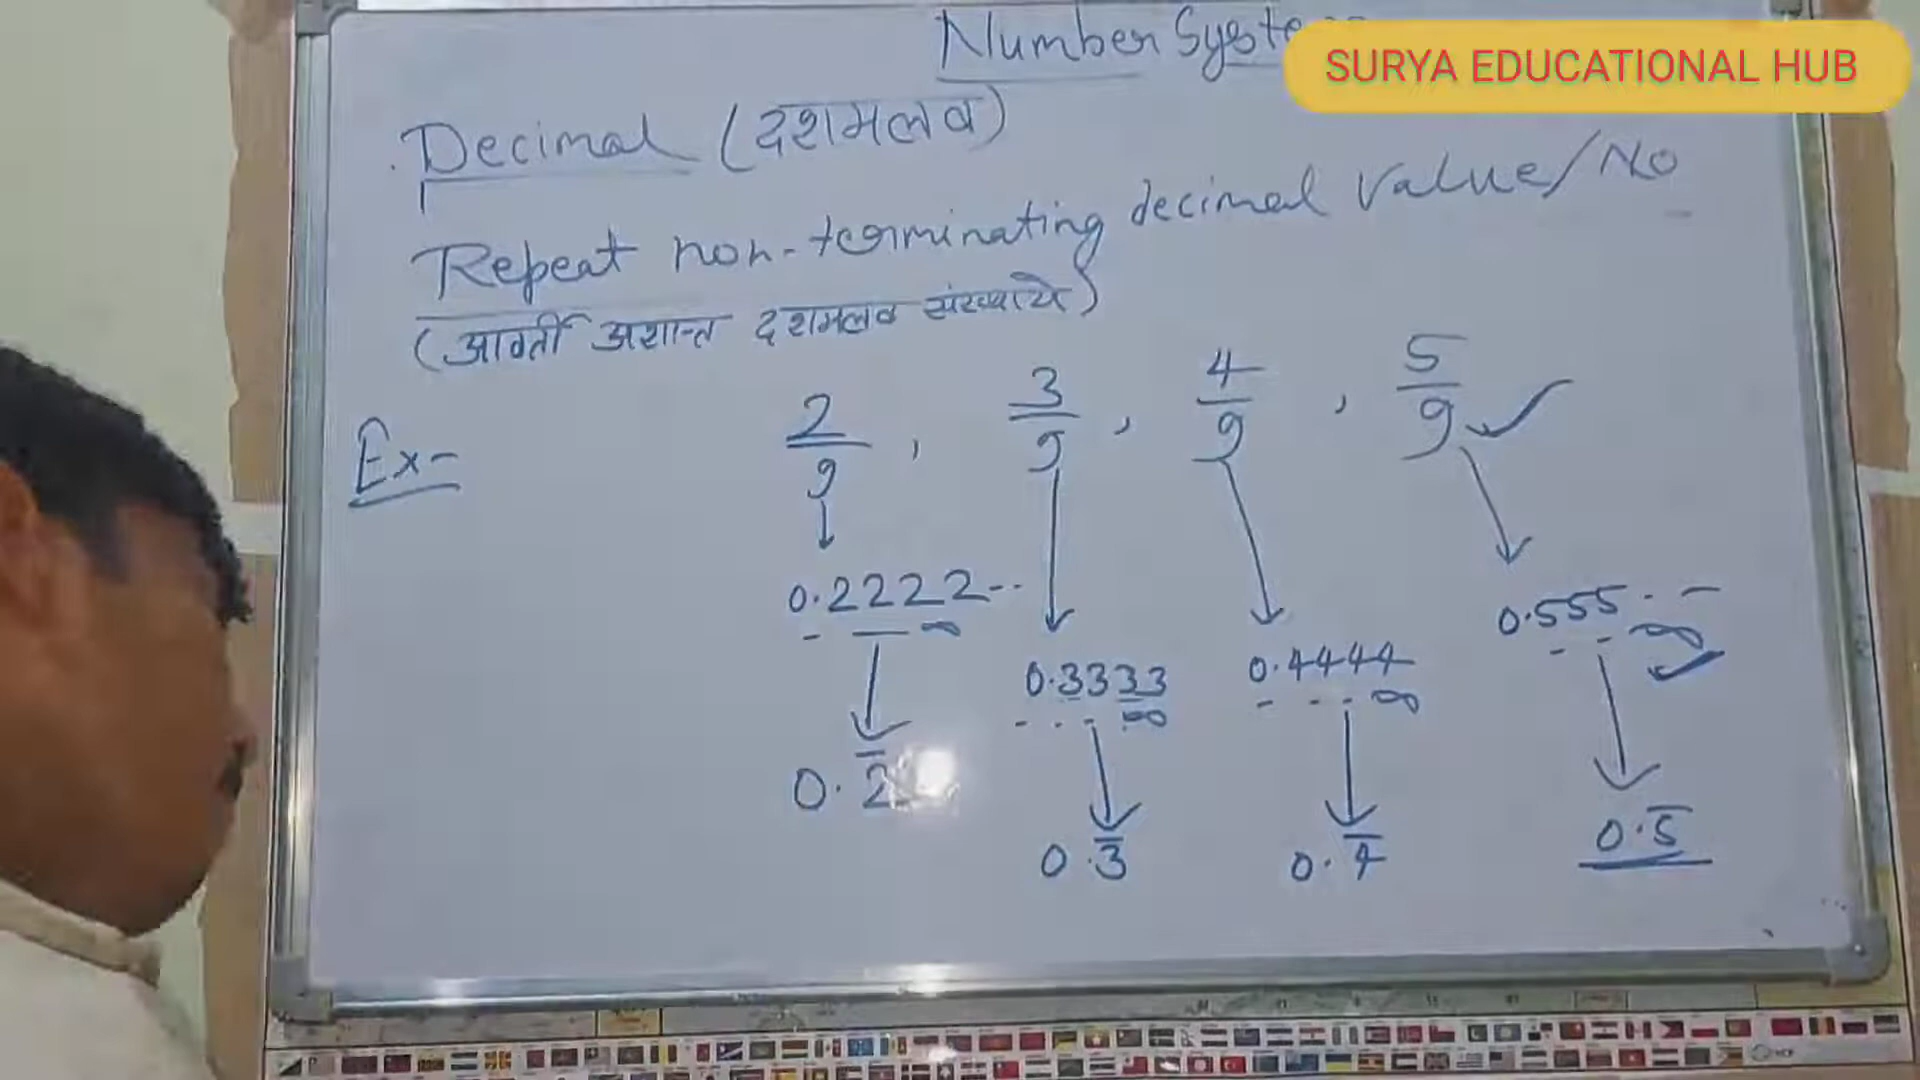 Number Syste
SURYA EDUCATIONAL HUB
Decimal (दशमलव)
Repeat non-terminating decimal value/No
(आवर्ती अशान्त दशमलव संख्याये)
Ex- 2/9 , 3/9 , 4/9 , 5/9
0.2222-- ∞ 0.3333 --- ∞ 0.4444 --- ∞ 0.555.- -- ∞
0.2̅ 0.3̅ 0.4̅ 0.5̅